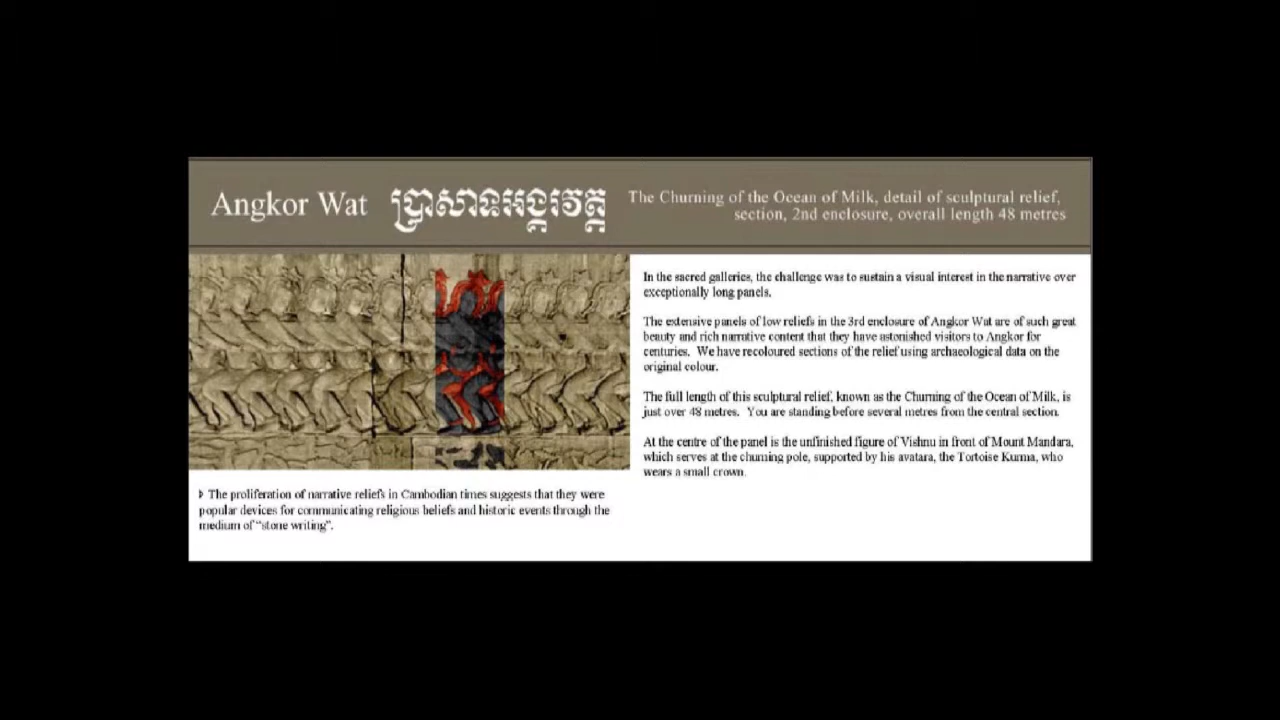 Angkor Wat ប្រាសាទអង្គរវត្ត
The Churning of the Ocean of Milk, detail of sculptural relief,
section, 2nd enclosure, overall length 48 metres
In the sacred galleries, the challenge was to sustain a visual interest in the narrative over
exceptionally long panels.
The extensive panels of low reliefs in the 3rd enclosure of Angkor Wat are of such great
beauty and rich narrative content that they have astonished visitors to Angkor for
centuries. We have recoloured sections of the relief using archaeological data on the
original colour.
The full length of this sculptural relief, known as the Churning of the Ocean of Milk, is
just over 48 metres. You are standing before several metres from the central section.
At the centre of the panel is the unfinished figure of Vishnu in front of Mount Mandara,
which serves at the churning pole, supported by his avatara, the Tortoise Kurma, who
wears a small crown.
The proliferation of narrative reliefs in Cambodian times suggests that they were
popular devices for communicating religious beliefs and historic events through the
medium of “stone writing”.